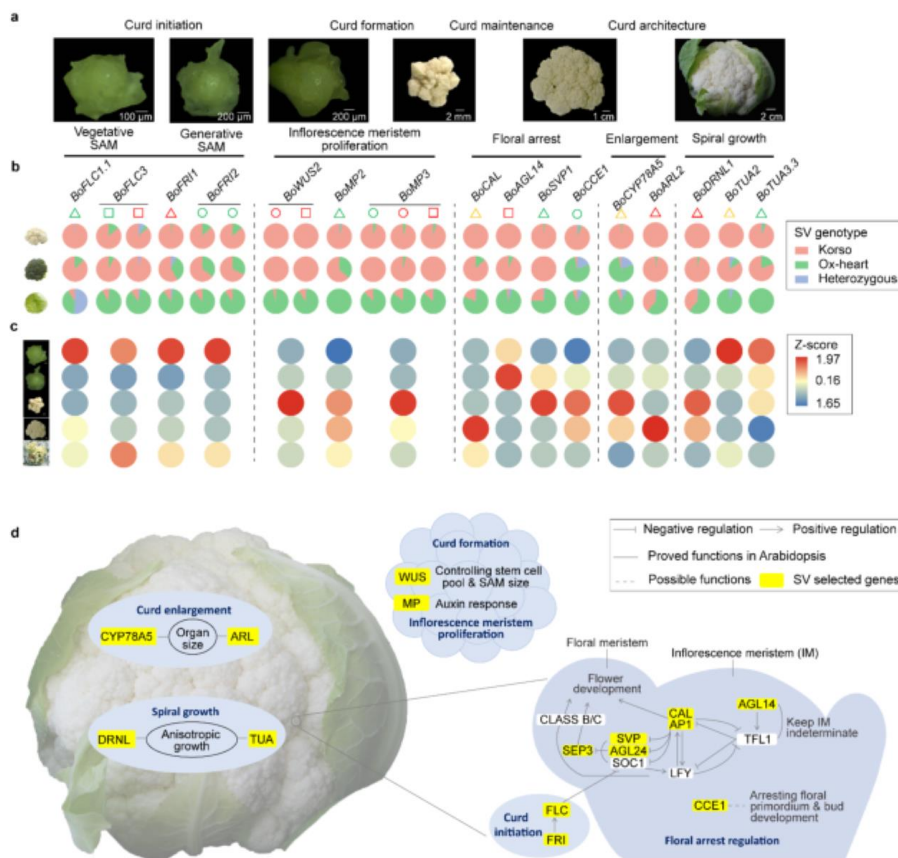 a
Curd initiation
Curd formation
Curd maintenance
Curd architecture
100 µm
200 µm
200 µm
2 mm
1 cm
2 cm
Vegetative SAM
Generative SAM
Inflorescence meristem proliferation
Floral arrest
Enlargement
Spiral growth
b
BoFLC1.1
BoFLC3
BoFRI1
BoFRI2
BoWUS2
BoMP2
BoMP3
BoCAL
BoAGL14
BoSVP1
BoCCE1
BoCYP78A5
BoARL2
BoDRNL1
BoTUA2
BoTUA3.3
SV genotype
Korso
Ox-heart
Heterozygous
c
Z-score
1.97
0.16
1.65
d
Negative regulation
Positive regulation
Proved functions in Arabidopsis
Possible functions
SV selected genes
Curd formation
WUS
Controlling stem cell
pool & SAM size
MP
Auxin response
Inflorescence meristem
proliferation
Curd enlargement
CYP78A5
Organ
size
ARL
Spiral growth
DRNL
Anisotropic
growth
TUA
Floral meristem
Inflorescence meristem (IM)
Flower
development
CLASS B/C
SEP3
SVP
AGL24
SOC1
CAL
AP1
LFY
AGL14
TFL1
Keep IM
indeterminate
CCE1
Arresting floral
primordium & bud
development
Floral arrest regulation
Curd
initiation
FLC
FRI